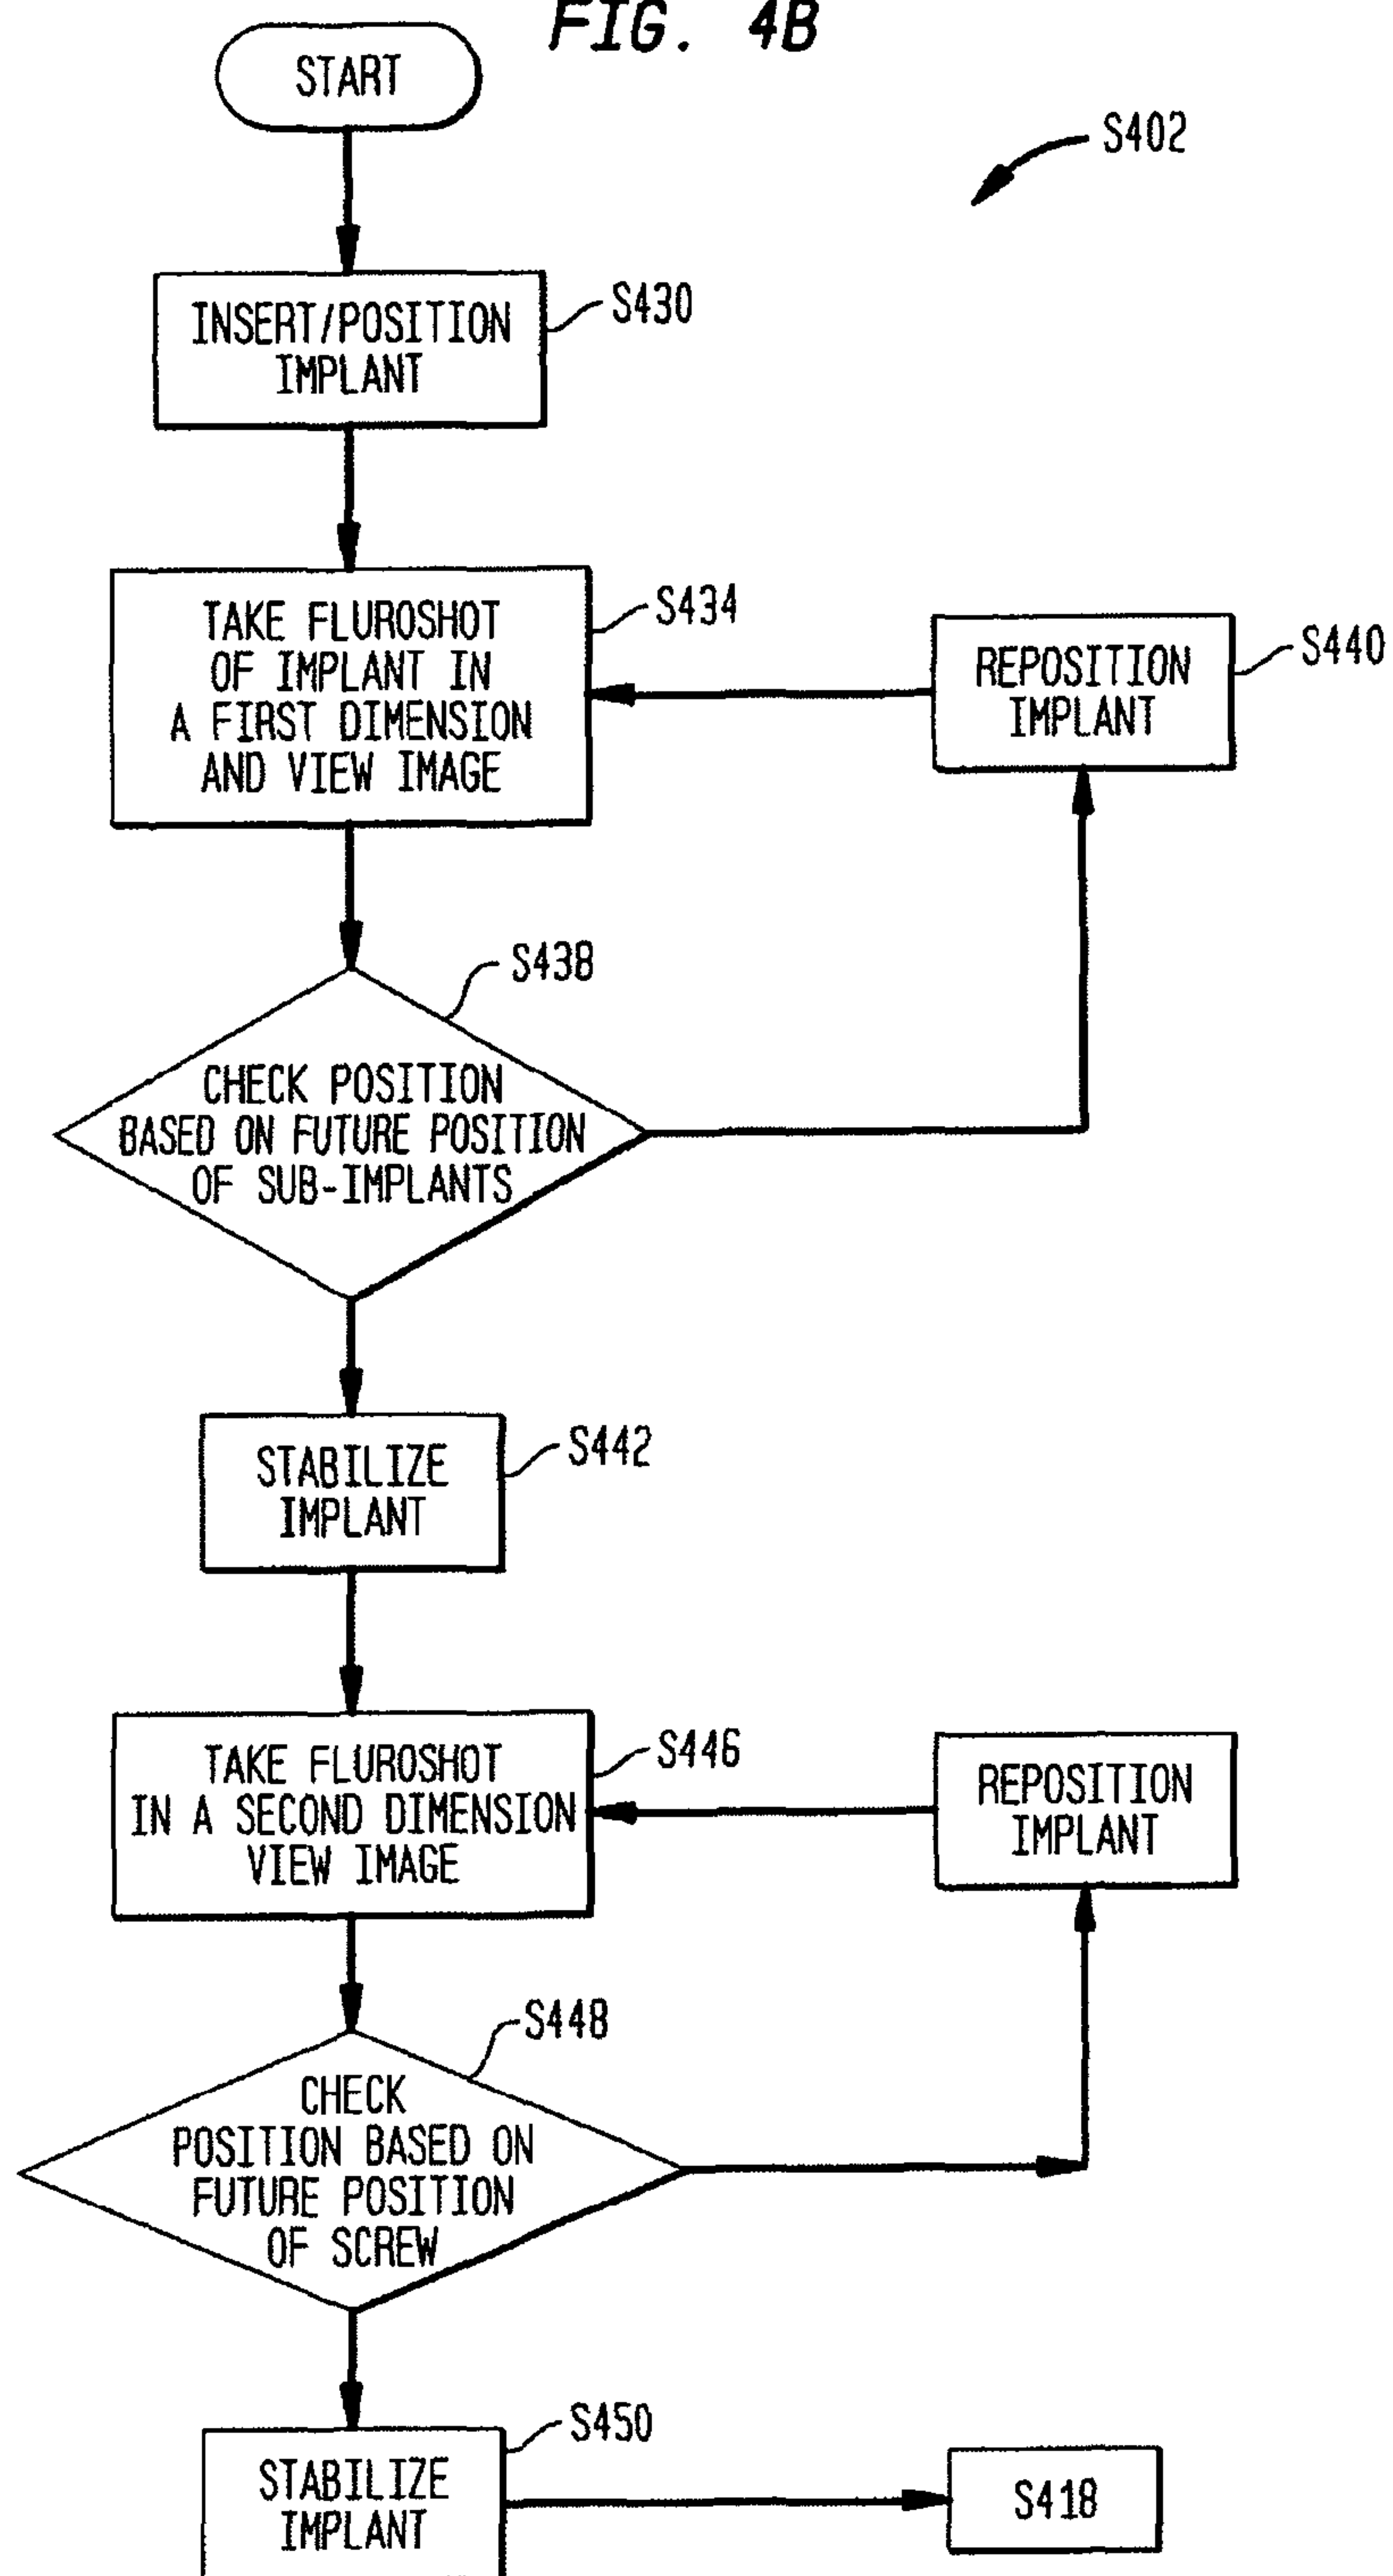 FIG. 4B
START
S402
INSERT/POSITION
IMPLANT
S430
TAKE FLUROSHOT
OF IMPLANT IN
A FIRST DIMENSION
AND VIEW IMAGE
S434
REPOSITION
IMPLANT
S440
S438
CHECK POSITION
BASED ON FUTURE POSITION
OF SUB-IMPLANTS
STABILIZE
IMPLANT
S442
TAKE FLUROSHOT
IN A SECOND DIMENSION
VIEW IMAGE
S446
REPOSITION
IMPLANT
S448
CHECK
POSITION BASED ON
FUTURE POSITION
OF SCREW
STABILIZE
IMPLANT
S450
S418